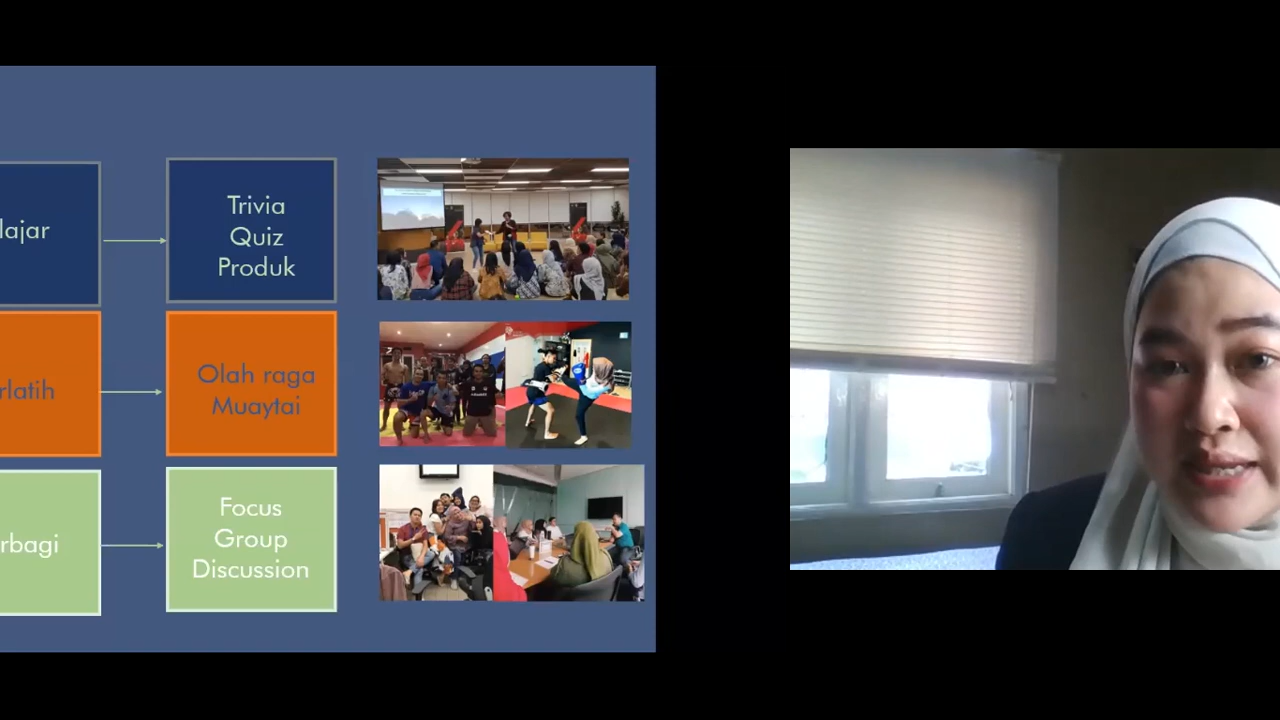 lajar
Trivia
Quiz
Produk
rlatih
Olah raga
Muaytai
rbagi
Focus
Group
Discussion